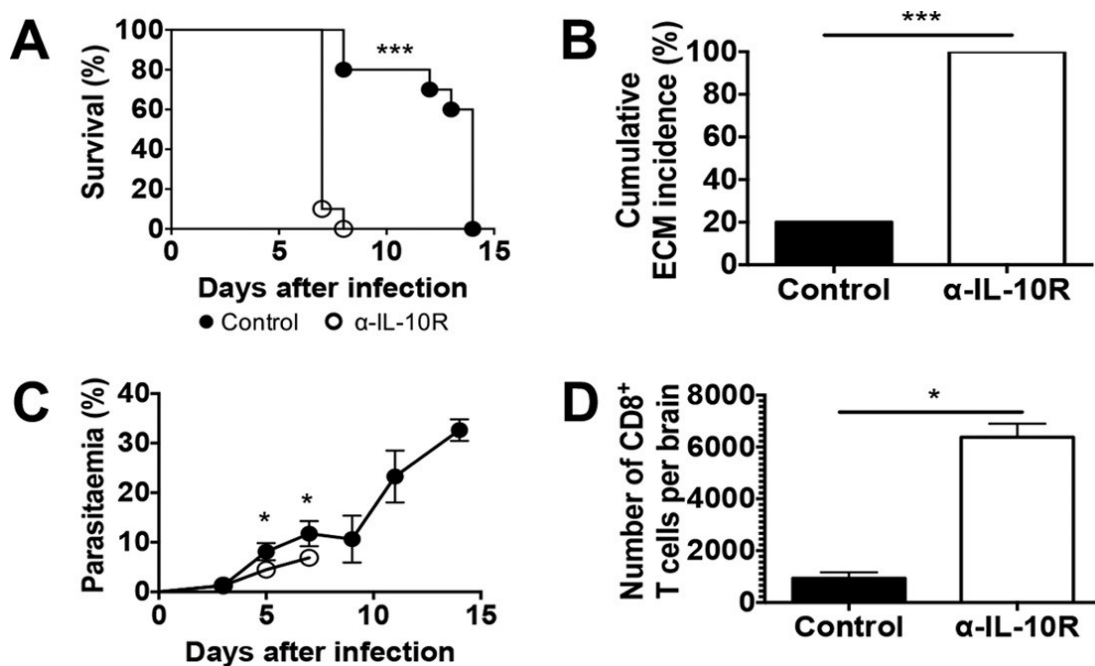 A
Survival (%)
100
80
60
40
20
0
***
0
5
10
15
Days after infection
Control
α-IL-10R
B
Cumulative
ECM incidence (%)
100
80
60
40
20
0
***
Control
α-IL-10R
C
Parasitaemia (%)
40
30
20
10
0
*
*
0
5
10
15
Days after infection
D
Number of CD8⁺
T cells per brain
8000
6000
4000
2000
0
*
Control
α-IL-10R